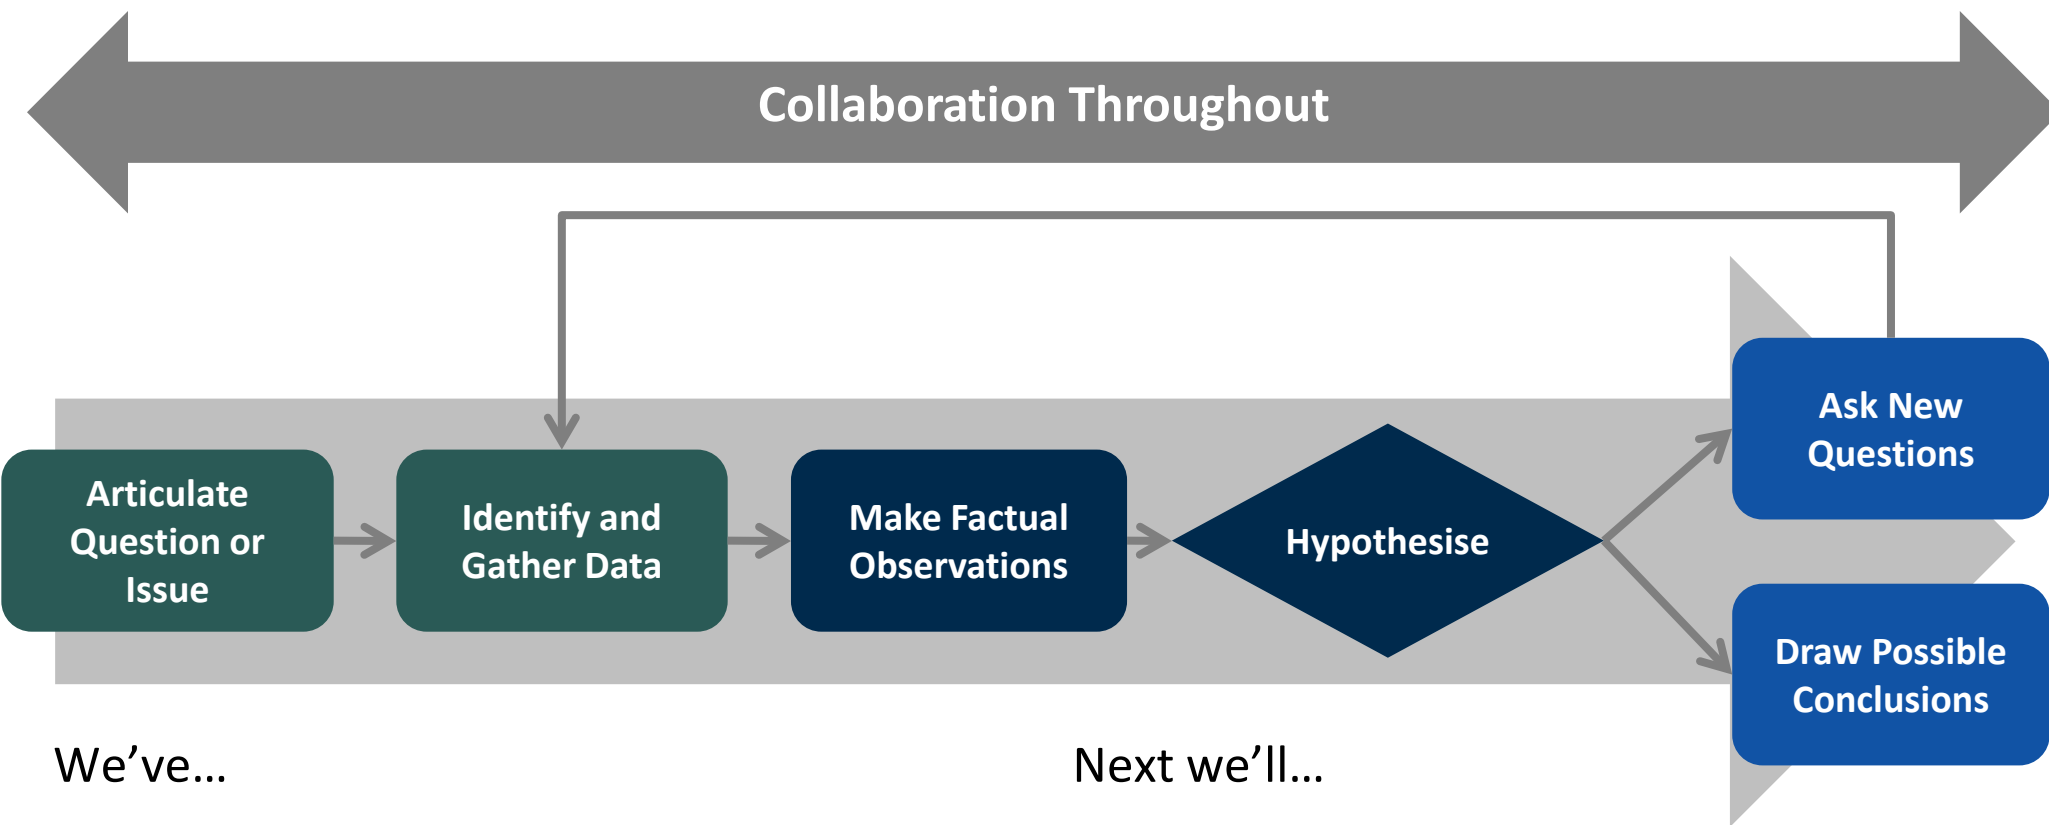 Collaboration Throughout
Articulate
Question or
Issue
Identify and
Gather Data
Make Factual
Observations
Hypothesise
Ask New
Questions
Draw Possible
Conclusions
We’ve…
Next we’ll…